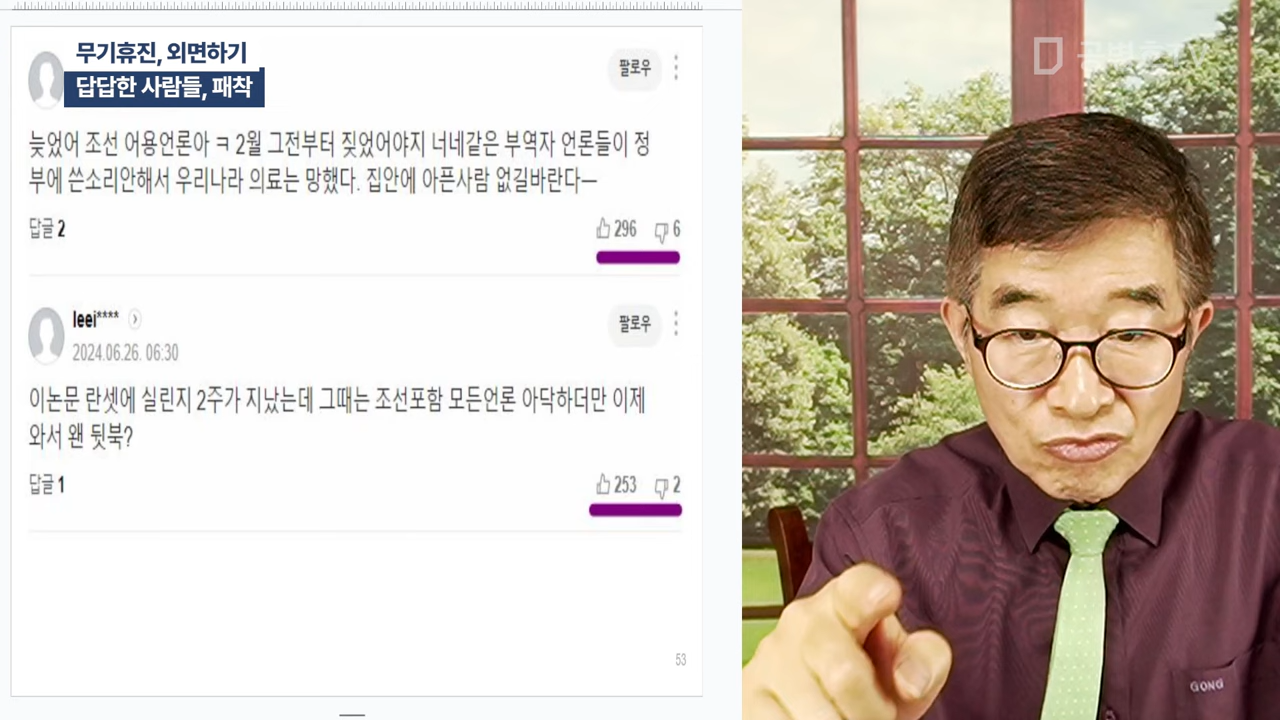 무기휴진, 외면하기
답답한 사람들, 패착
팔로우
늦었어 조선 어용언론아 ㅋ 2월 그전부터 짖었어야지 너네같은 부역자 언론들이 정
부에 쓴소리안해서 우리나라 의료는 망했다. 집안에 아픈사람 없길바란다ㅡ
답글 2
296
6
leei****
팔로우
2024.06.26. 06:30
이논문 란셋에 실린지 2주가 지났는데 그때는 조선포함 모든언론 아닥하더만 이제
와서 왠 뒷북?
답글 1
253
2
53
공병호TV
GONG